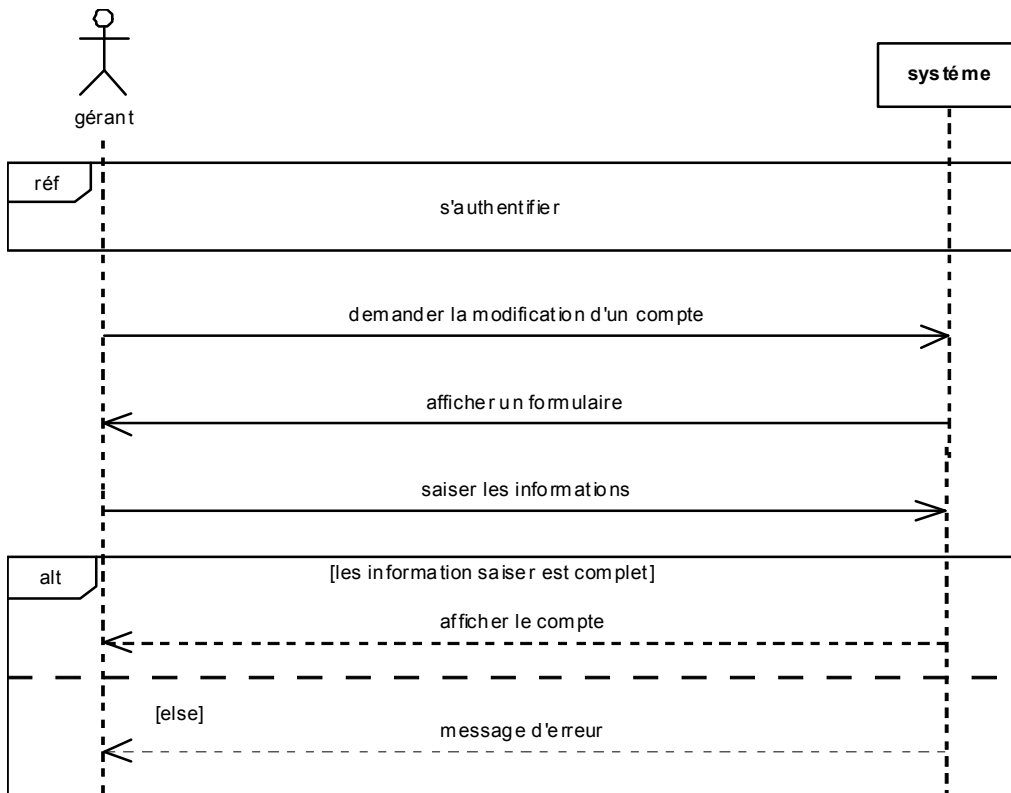 gérant
systéme
réf
s'authentifier
demander la modification d'un compte
afficher un formulaire
saiser les informations
alt
[les information saiser est complet]
afficher le compte
[else]
message d'erreur